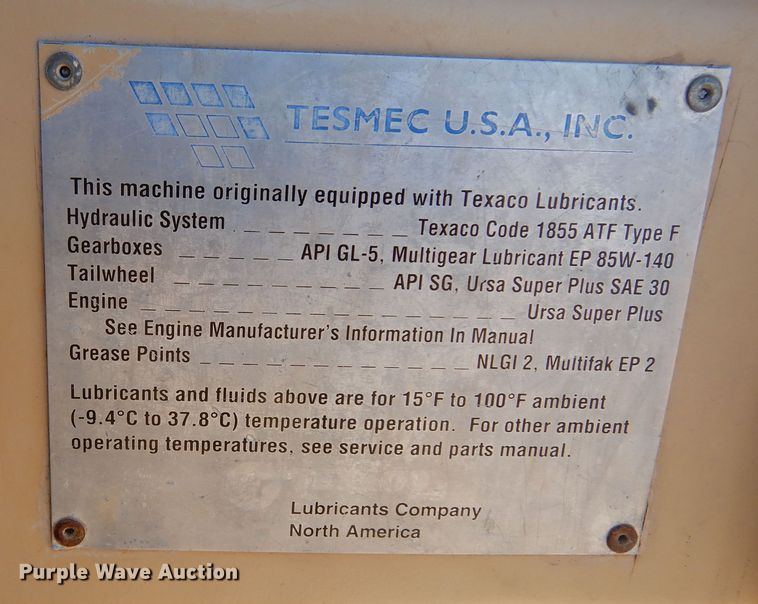 TESMEC U.S.A., INC.
This machine originally equipped with Texaco Lubricants.
Hydraulic System _ _ _ _ _ _ _ _ Texaco Code 1855 ATF Type F
Gearboxes _ _ _ _ _ API GL-5, Multigear Lubricant EP 85W-140
Tailwheel _ _ _ _ _ _ _ _ _ API SG, Ursa Super Plus SAE 30
Engine _ _ _ _ _ _ _ _ _ _ _ _ _ _ _ _ Ursa Super Plus
See Engine Manufacturer's Information In Manual
Grease Points _ _ _ _ _ _ _ _ _ _ _ NLGI 2, Multifak EP 2
Lubricants and fluids above are for 15°F to 100°F ambient
(-9.4°C to 37.8°C) temperature operation. For other ambient
operating temperatures, see service and parts manual.
Lubricants Company
North America
Purple Wave Auction